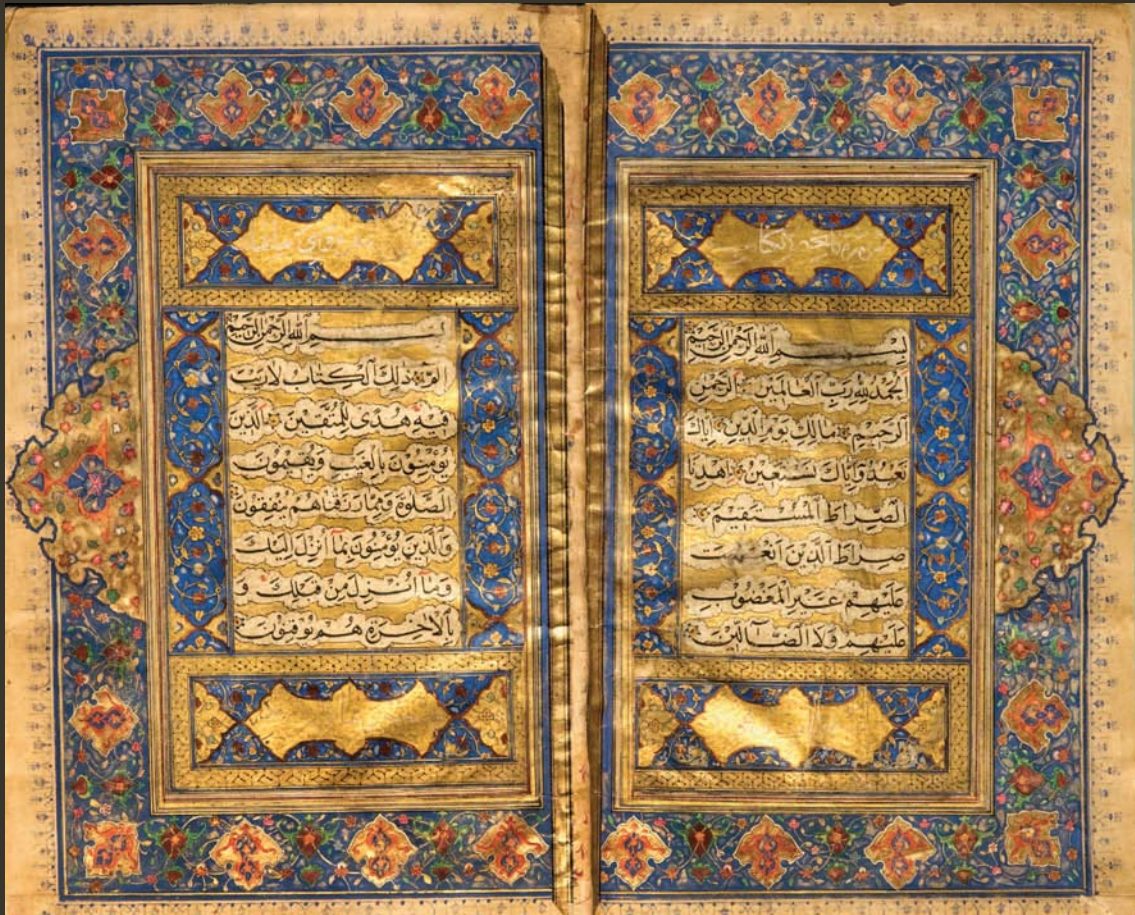 بسم الله الرحمن الرحيم
الحمد لله رب العالمين الرحمن
الرحيم مالك يوم الدين اياك
نعبد واياك نستعين اهدنا
الصراط المستقيم
صراط الذين انعمت
عليهم غير المغضوب
عليهم ولا الضالين
بسم الله الرحمن الرحيم
الم ذلك الكتاب لا ريب
فيه هدى للمتقين الذين
يؤمنون بالغيب ويقيمون
الصلوة ومما رزقناهم ينفقون
والذين يؤمنون بما انزل اليك
وما انزل من قبلك و
بالاخرة هم يوقنون